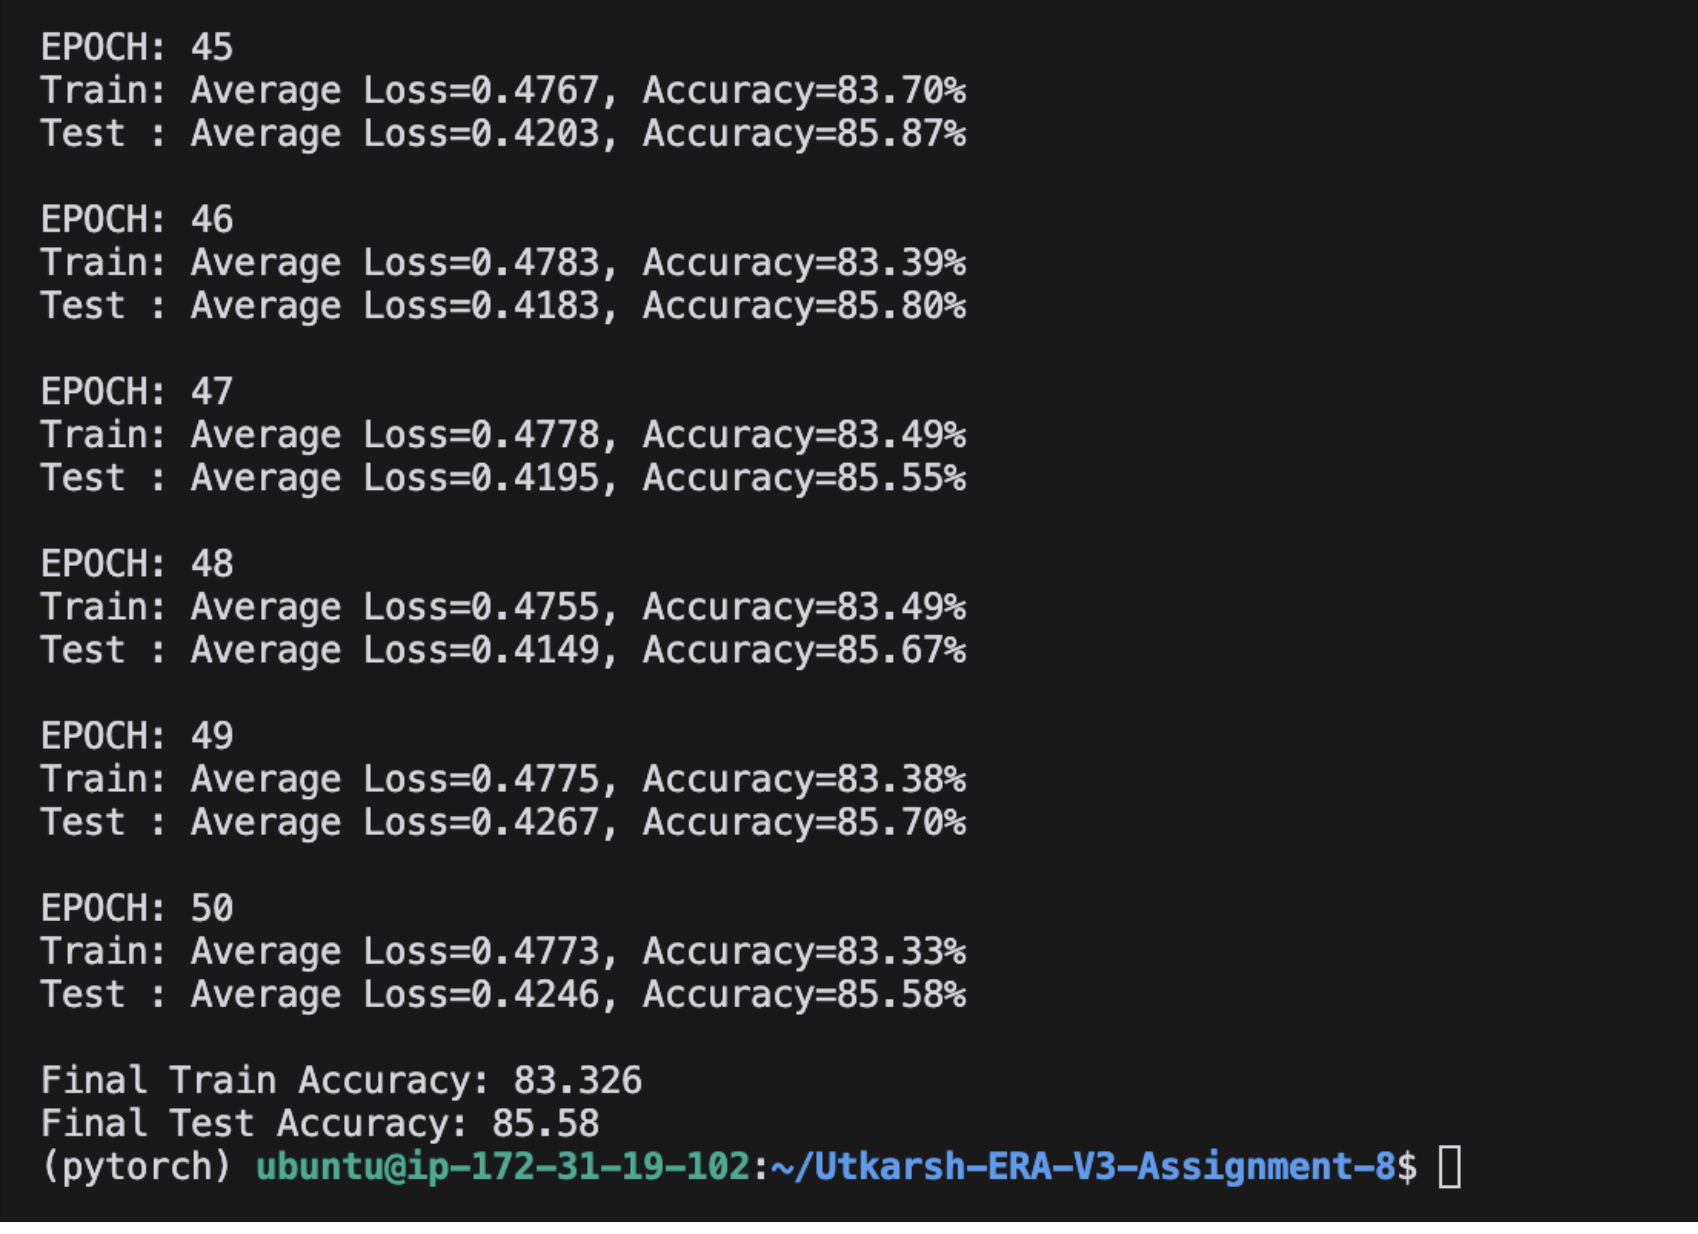 EPOCH: 45
Train: Average Loss=0.4767, Accuracy=83.70%
Test : Average Loss=0.4203, Accuracy=85.87%
EPOCH: 46
Train: Average Loss=0.4783, Accuracy=83.39%
Test : Average Loss=0.4183, Accuracy=85.80%
EPOCH: 47
Train: Average Loss=0.4778, Accuracy=83.49%
Test : Average Loss=0.4195, Accuracy=85.55%
EPOCH: 48
Train: Average Loss=0.4755, Accuracy=83.49%
Test : Average Loss=0.4149, Accuracy=85.67%
EPOCH: 49
Train: Average Loss=0.4775, Accuracy=83.38%
Test : Average Loss=0.4267, Accuracy=85.70%
EPOCH: 50
Train: Average Loss=0.4773, Accuracy=83.33%
Test : Average Loss=0.4246, Accuracy=85.58%
Final Train Accuracy: 83.326
Final Test Accuracy: 85.58
(pytorch) ubuntu@ip-172-31-19-102:~/Utkarsh-ERA-V3-Assignment-8$